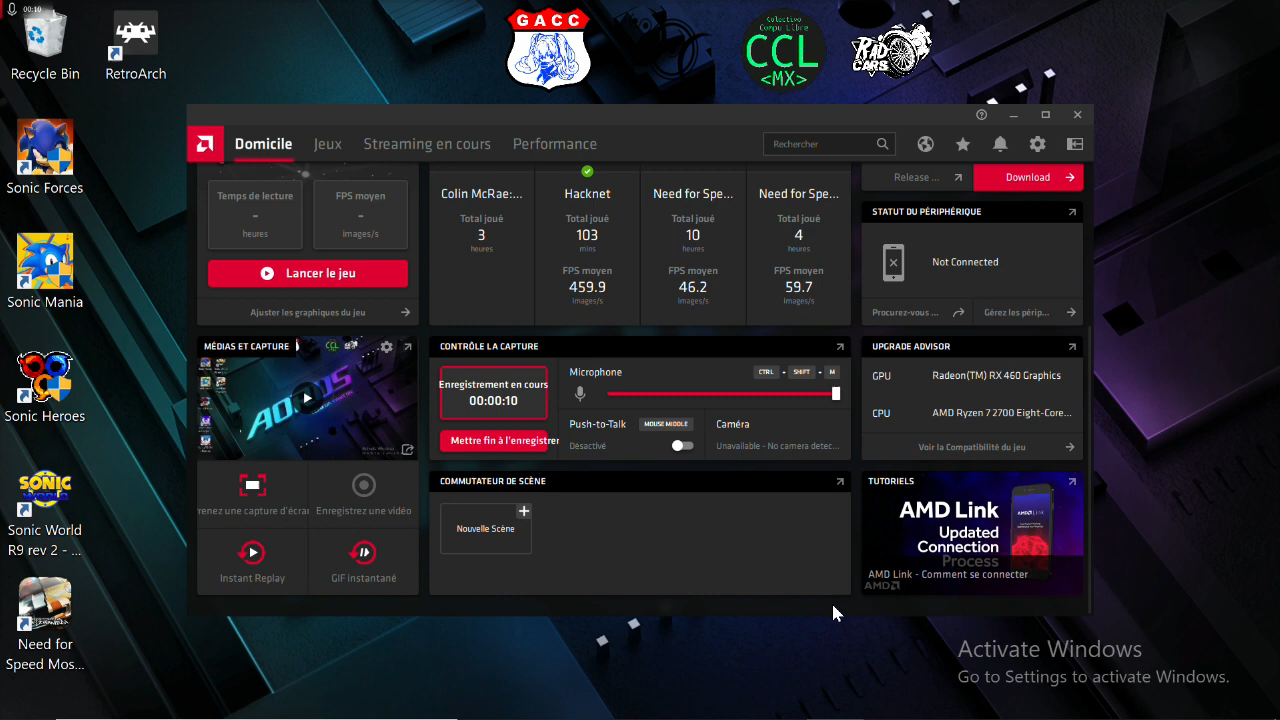 00:10
Recycle Bin
RetroArch
Sonic Forces
Sonic Mania
Sonic Heroes
Sonic World
R9 rev 2 - ...
Need for
Speed Mos...
GACC
Colectivo
Compu Libre
CCL
<MX>
RAD
CARS
Domicile
Jeux
Streaming en cours
Performance
Rechercher
Temps de lecture
-
heures
FPS moyen
-
images/s
Lancer le jeu
Ajuster les graphiques du jeu
Colin McRae:...
Total joué
3
heures
Hacknet
Total joué
103
mins
FPS moyen
459.9
Images/s
Need for Spe...
Total joué
10
heures
FPS moyen
46.2
Images/s
Need for Spe...
Total joué
4
heures
FPS moyen
59.7
Images/s
Release ...
Download
STATUT DU PÉRIPHÉRIQUE
Not Connected
Procurez-vous ...
Gérez les périp...
MÉDIAS ET CAPTURE
CCL
renez une capture d'écran
Enregistrez une vidéo
Instant Replay
GIF instantané
CONTRÔLE LA CAPTURE
Enregistrement en cours
00:00:10
Mettre fin à l'enregistrer
Microphone
CTRL + SHIFT + M
Push-to-Talk
MOUSE MIDDLE
Désactivé
Caméra
Unavailable - No camera detec...
COMMUTATEUR DE SCÈNE
Nouvelle Scène
UPGRADE ADVISOR
GPU
Radeon(TM) RX 460 Graphics
CPU
AMD Ryzen 7 2700 Eight-Core...
Voir la Compatibilité du jeu
TUTORIELS
AMD Link
Updated
Connection
Process
AMD Link - Comment se connecter
AMD
Activate Windows
Go to Settings to activate Windows.